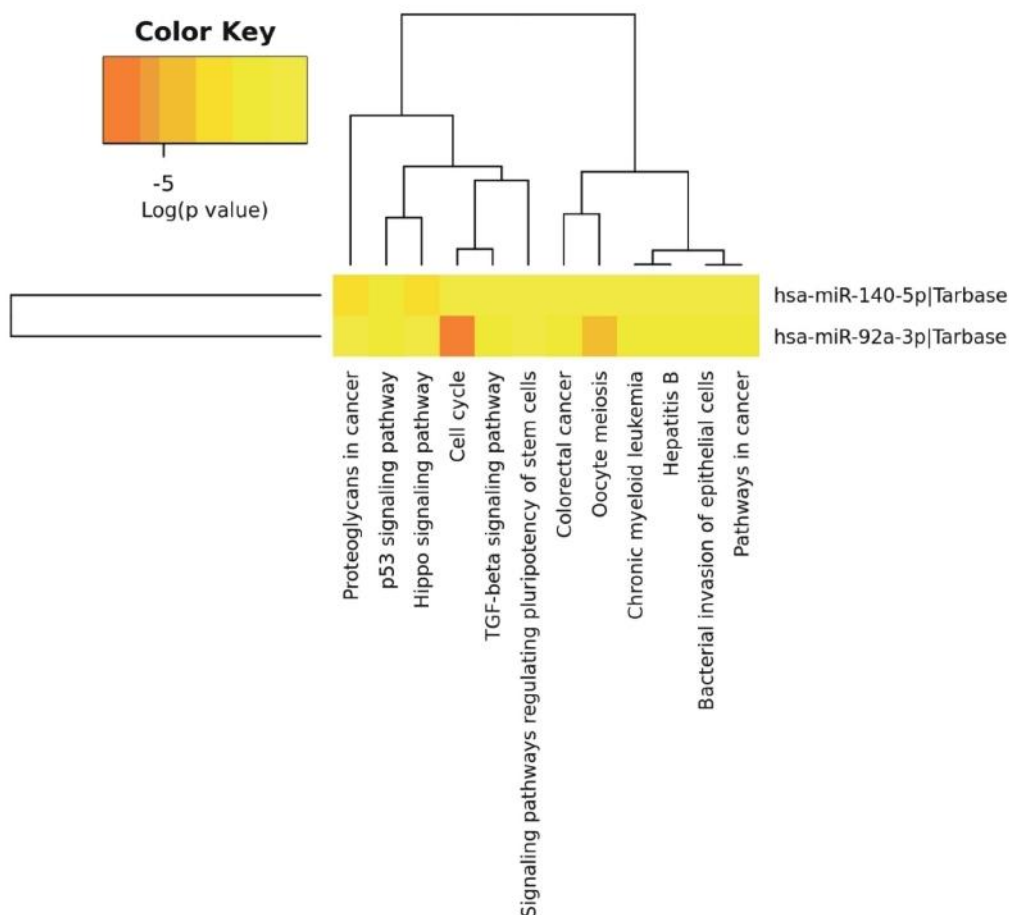 Color Key
-5
Log(p value)
hsa-miR-140-5p|Tarbase
hsa-miR-92a-3p|Tarbase
Proteoglycans in cancer
p53 signaling pathway
Hippo signaling pathway
Cell cycle
TGF-beta signaling pathway
Signaling pathways regulating pluripotency of stem cells
Colorectal cancer
Oocyte meiosis
Chronic myeloid leukemia
Hepatitis B
Bacterial invasion of epithelial cells
Pathways in cancer